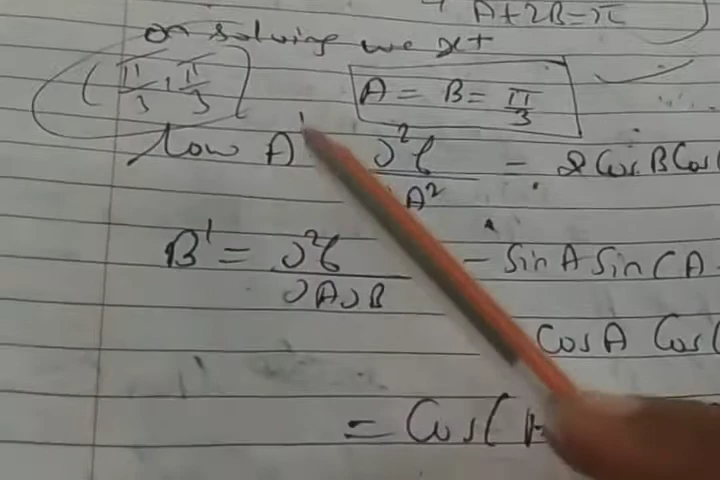 A+2B=π
on solving we get
(π/3, π/3) A = B = π/3
Now A' ∂²f/∂A² = 2 Cos B Cos(
B' = ∂²f/∂A∂B - Sin A Sin (A
Cos A Cos(
= Cos(